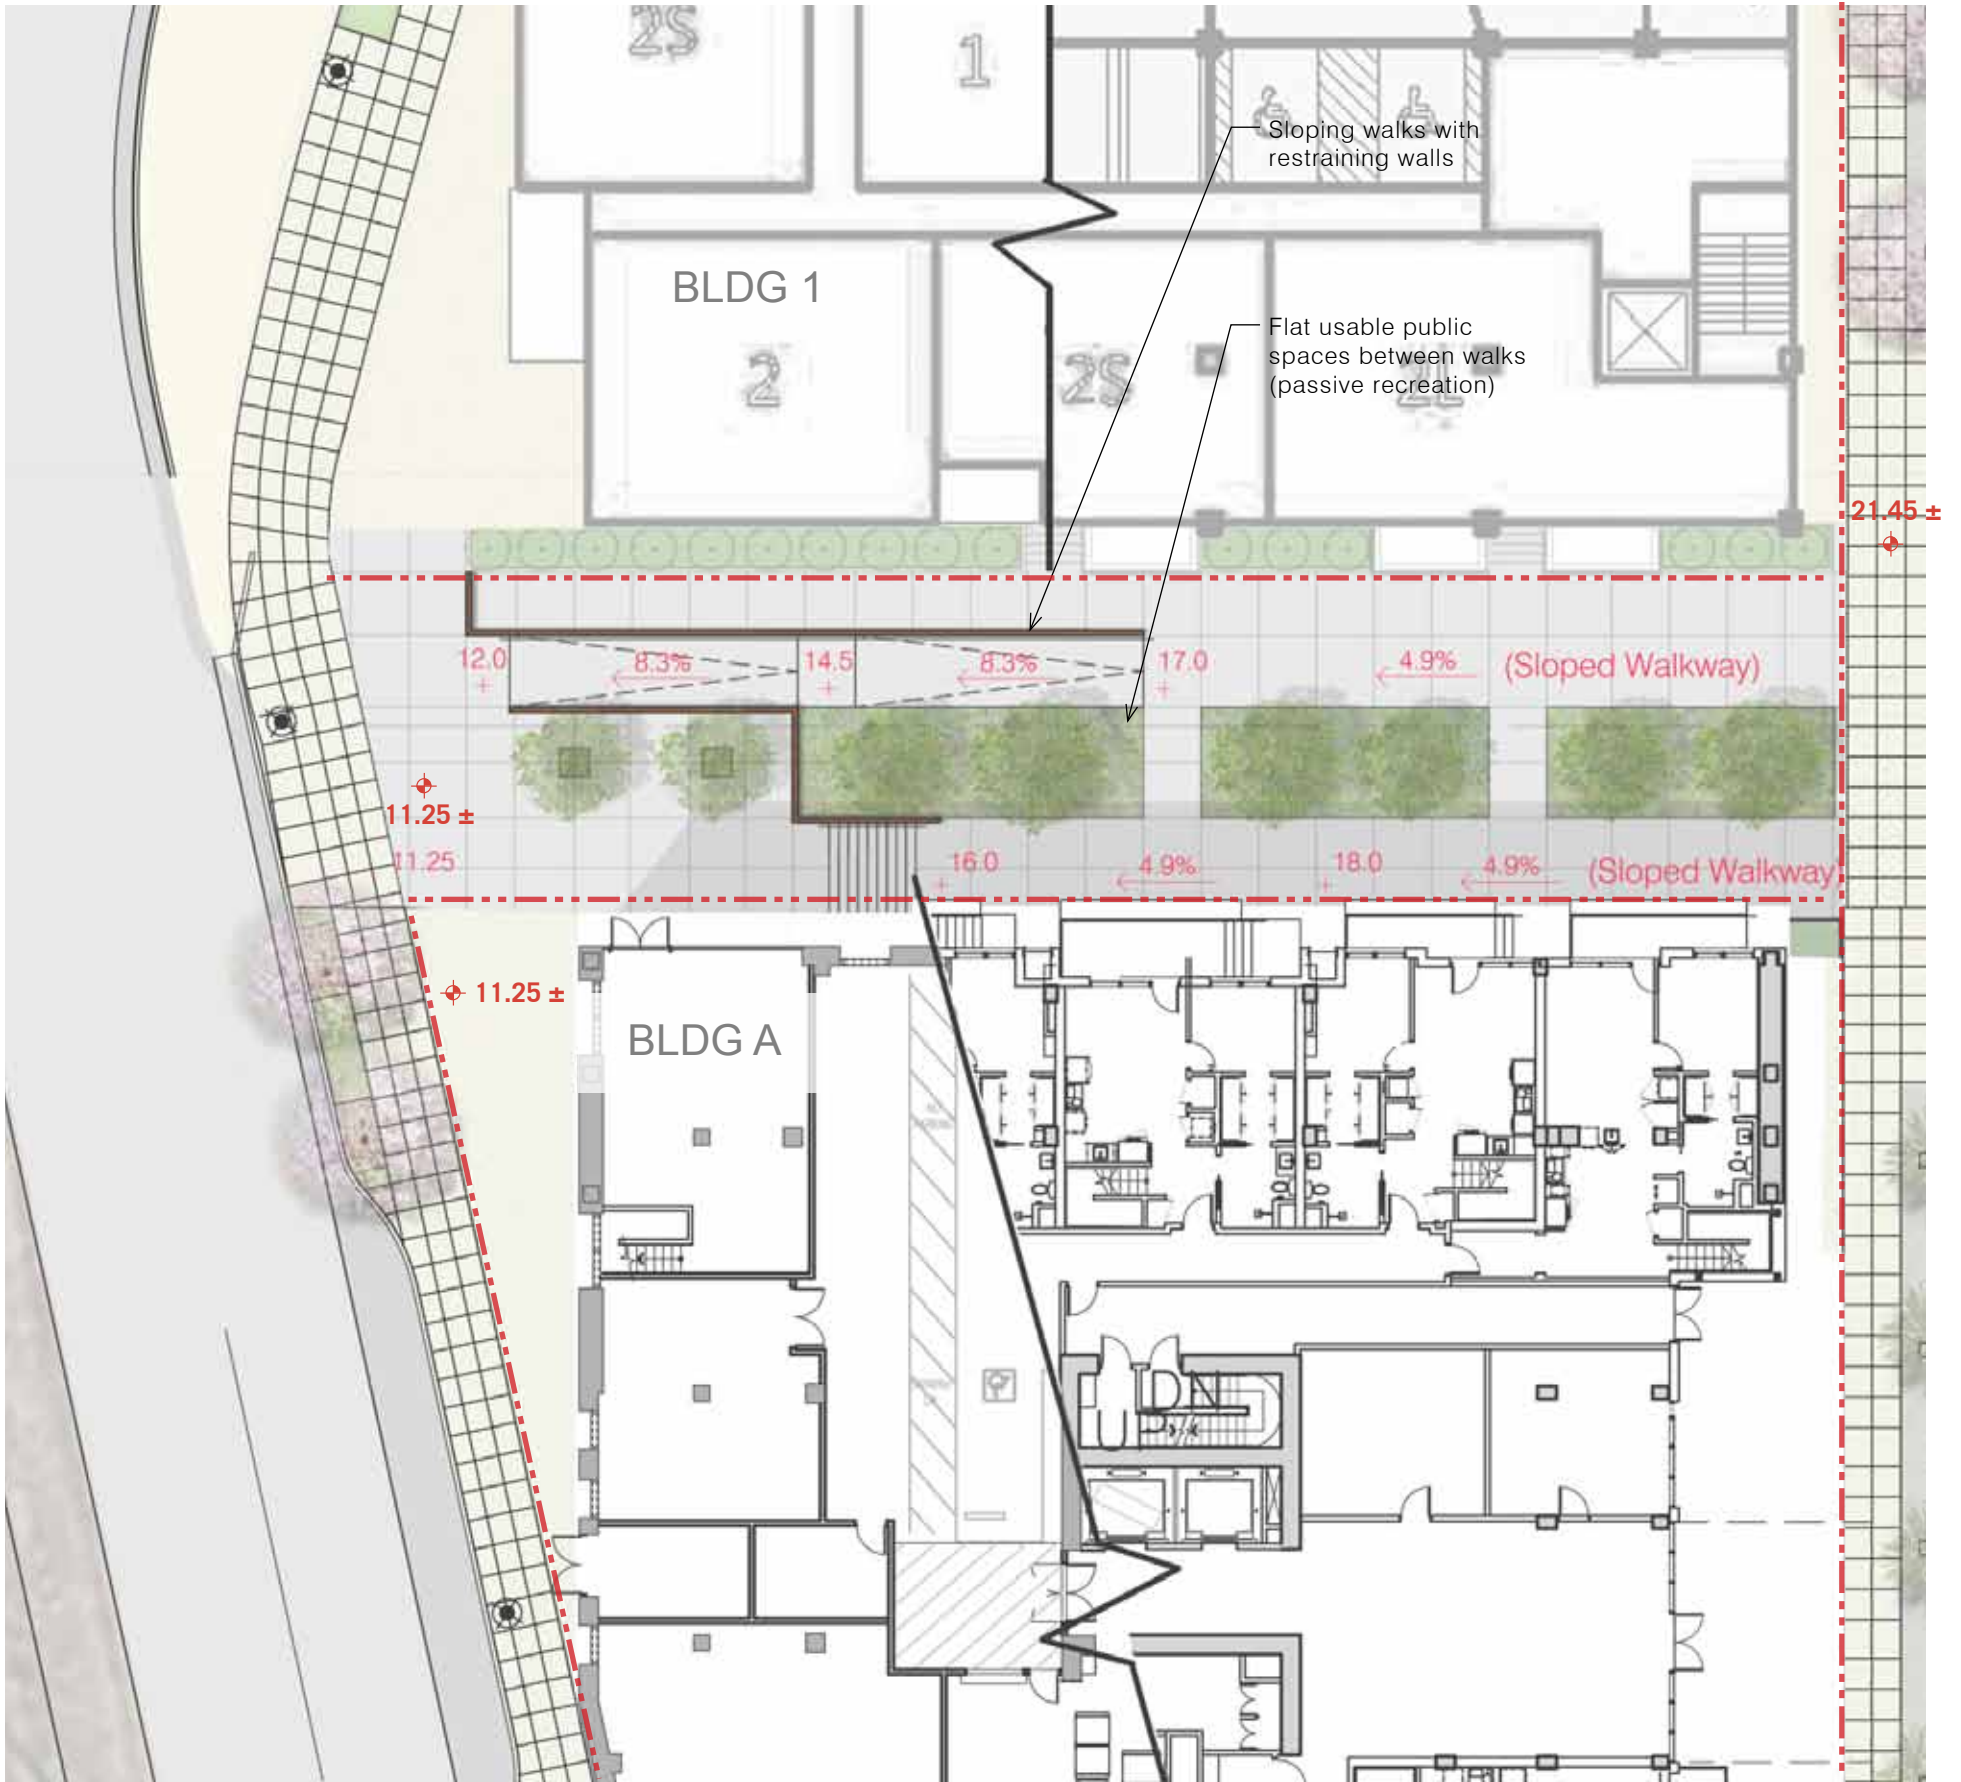 2S
1
Sloping walks with
restraining walls
BLDG 1
Flat usable public
spaces between walks
(passive recreation)
2
2S
2L
21.45 ±
12.0
8.3%
14.5
8.3%
17.0
4.9%
(Sloped Walkway)
11.25 ±
11.25
16.0
4.9%
18.0
4.9%
(Sloped Walkway)
11.25 ±
BLDG A